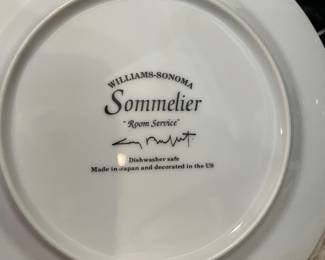 WILLIAMS-SONOMA
Sommelier
"Room Service"
Dishwasher safe
Made in Japan and decorated in the US